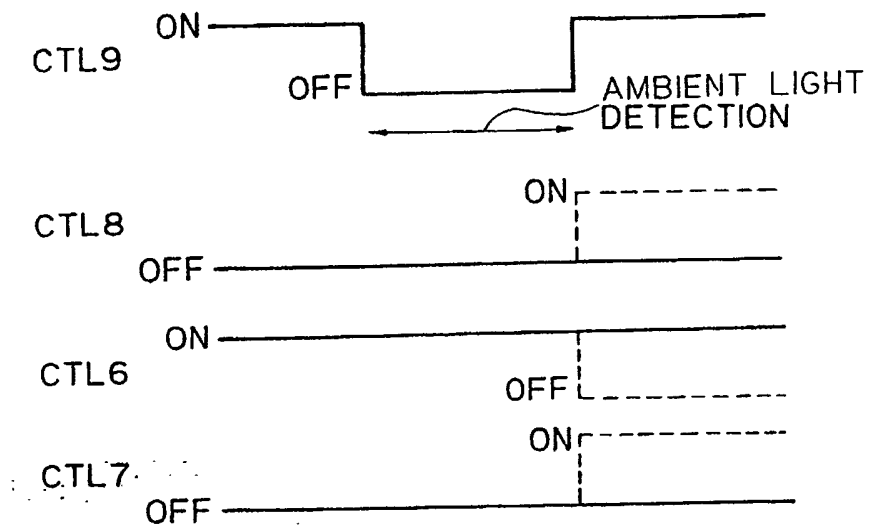 ON
CTL9
OFF
AMBIENT LIGHT
DETECTION
ON
CTL8
OFF
ON
CTL6
OFF
ON
CTL7
OFF